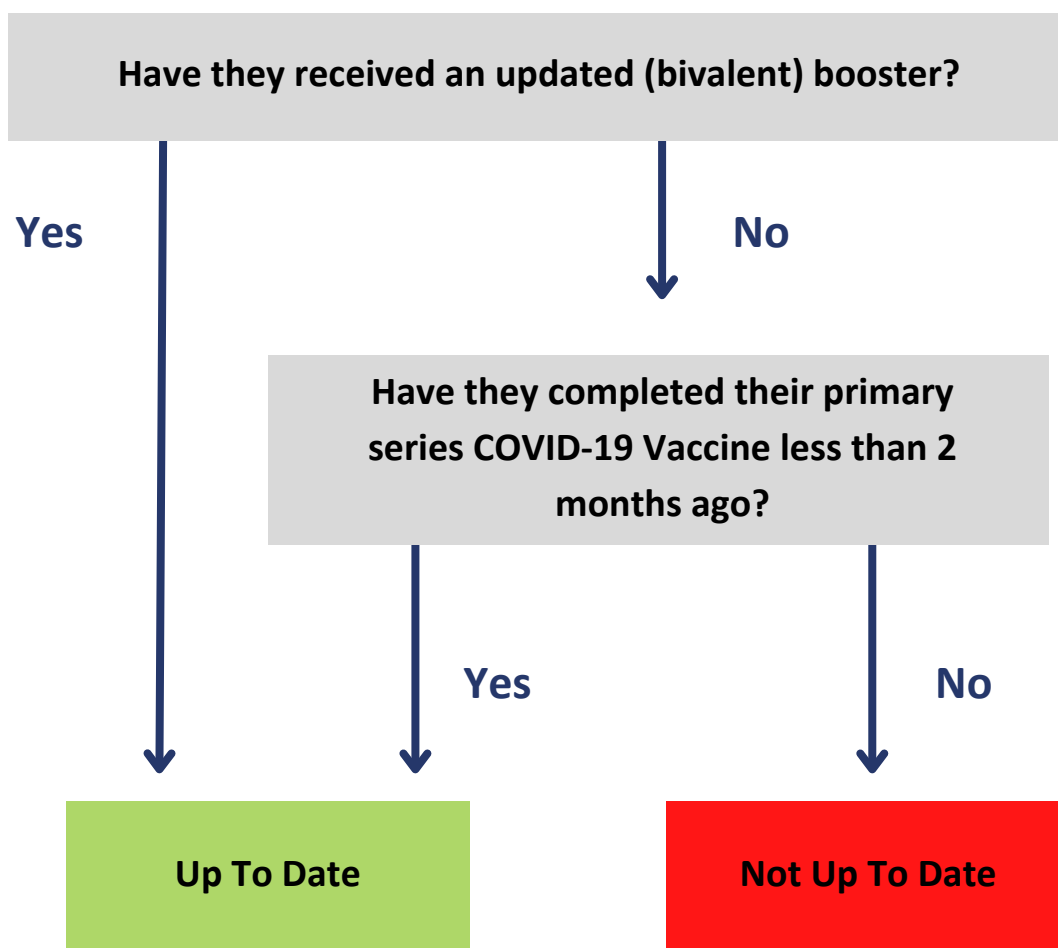 Have they received an updated (bivalent) booster?
Yes
No
Have they completed their primary
series COVID-19 Vaccine less than 2
months ago?
Yes
No
Up To Date
Not Up To Date